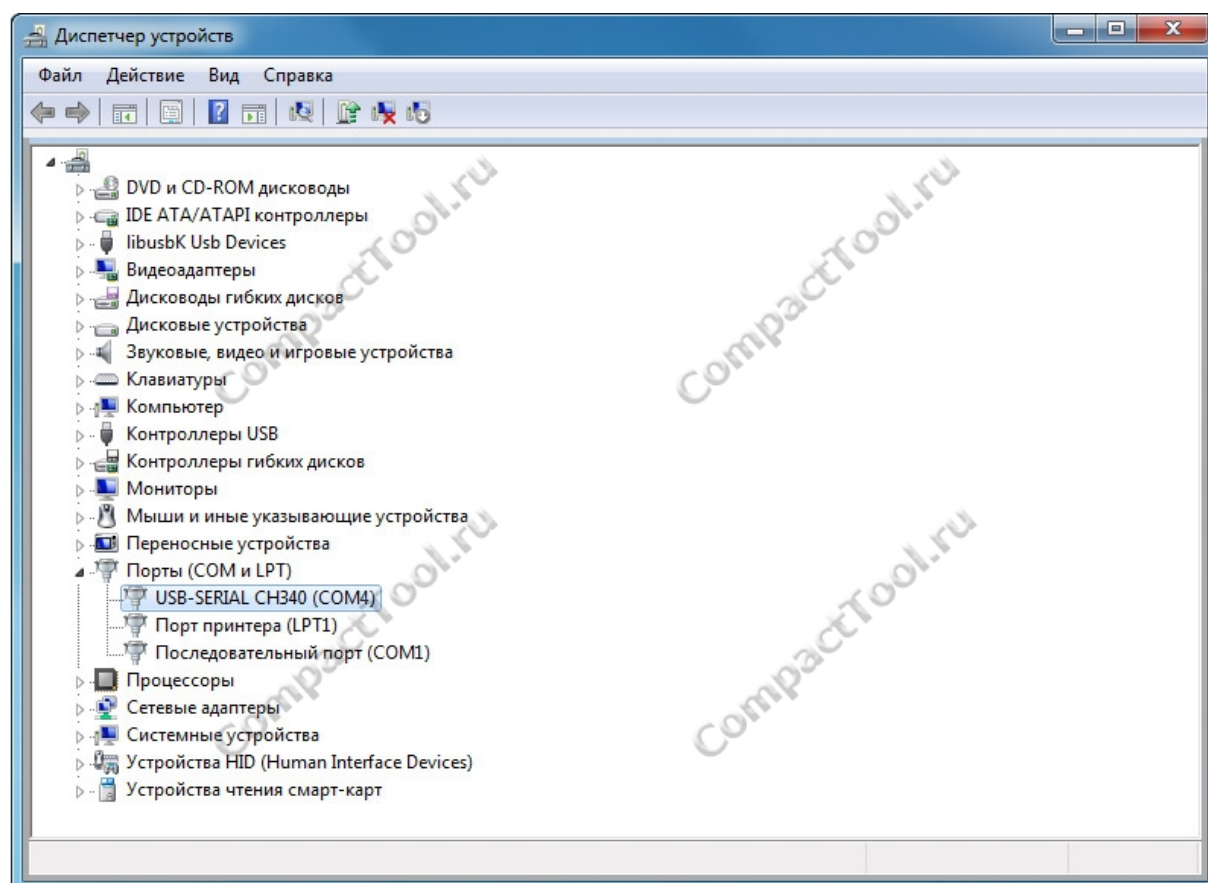 Диспетчер устройств
Файл Действие Вид Справка
DVD и CD-ROM дисководы
IDE ATA/ATAPI контроллеры
libusbK Usb Devices
Видеоадаптеры
Дисководы гибких дисков
Дисковые устройства
Звуковые, видео и игровые устройства
Клавиатуры
Компьютер
Контроллеры USB
Контроллеры гибких дисков
Мониторы
Мыши и иные указывающие устройства
Переносные устройства
Порты (COM и LPT)
USB-SERIAL CH340 (COM4)
Порт принтера (LPT1)
Последовательный порт (COM1)
Процессоры
Сетевые адаптеры
Системные устройства
Устройства HID (Human Interface Devices)
Устройства чтения смарт-карт
CompactTool.ru
CompactTool.ru
CompactTool.ru
CompactTool.ru